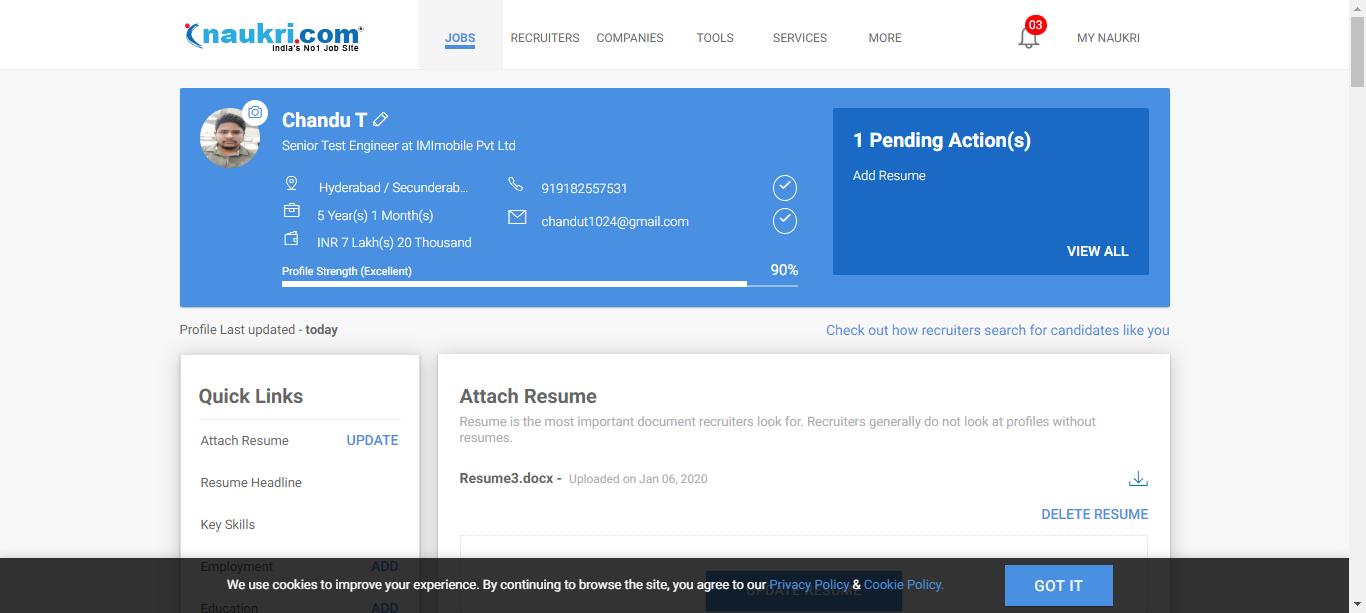 naukri.com
India's No1 Job Site
JOBS
RECRUITERS
COMPANIES
TOOLS
SERVICES
MORE
03
MY NAUKRI
Chandu T
Senior Test Engineer at IMImobile Pvt Ltd
Hyderabad / Secunderab...
919182557531
5 Year(s) 1 Month(s)
chandut1024@gmail.com
INR 7 Lakh(s) 20 Thousand
Profile Strength (Excellent)
90%
1 Pending Action(s)
Add Resume
VIEW ALL
Profile Last updated - today
Check out how recruiters search for candidates like you
Quick Links
Attach Resume UPDATE
Resume Headline
Key Skills
Employment ADD
Education ADD
Attach Resume
Resume is the most important document recruiters look for. Recruiters generally do not look at profiles without
resumes.
Resume3.docx - Uploaded on Jan 06, 2020
DELETE RESUME
UPDATE RESUME
We use cookies to improve your experience. By continuing to browse the site, you agree to our Privacy Policy & Cookie Policy.
GOT IT